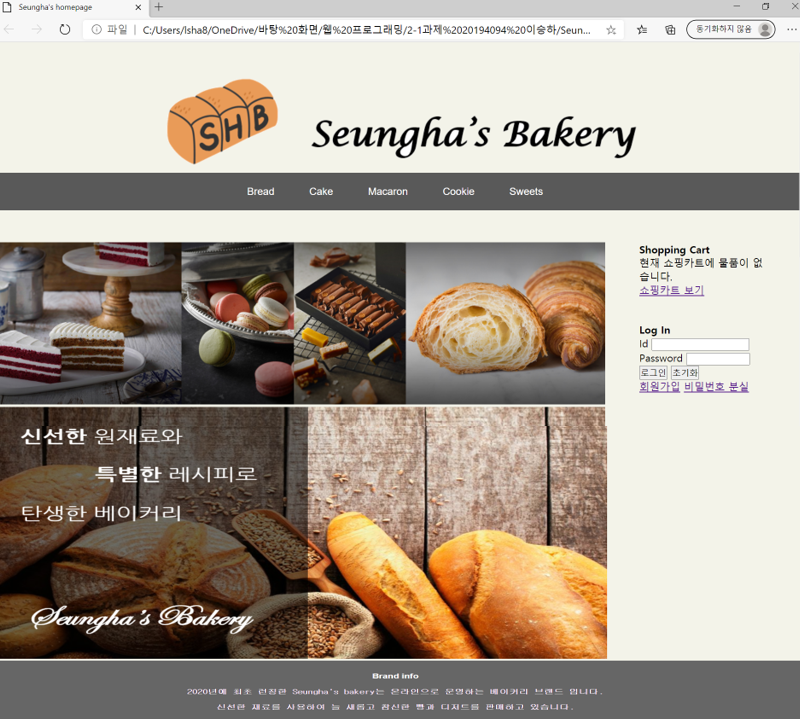 Seungha's homepage
파일
C:/Users/lsha8/OneDrive/바탕%20화면/웹%20프로그래밍/2-1과제%2020194094%20이승하/Seun...
동기화하지 않음
SHB
Seungha's Bakery
Bread Cake Macaron Cookie Sweets
Shopping Cart
현재 쇼핑카트에 물품이 없
습니다.
쇼핑카트 보기
Log In
Id
Password
로그인 초기화
회원가입 비밀번호 분실
신선한 원재료와
특별한 레시피로
탄생한 베이커리
Seungha's Bakery
Brand info
2020년에 최초 런칭한 Seungha's bakery는 온라인으로 운영하는 베이커리 브랜드 입니다.
신선한 재료를 사용하여 늘 새롭고 참신한 빵과 디저트를 판매하고 있습니다.